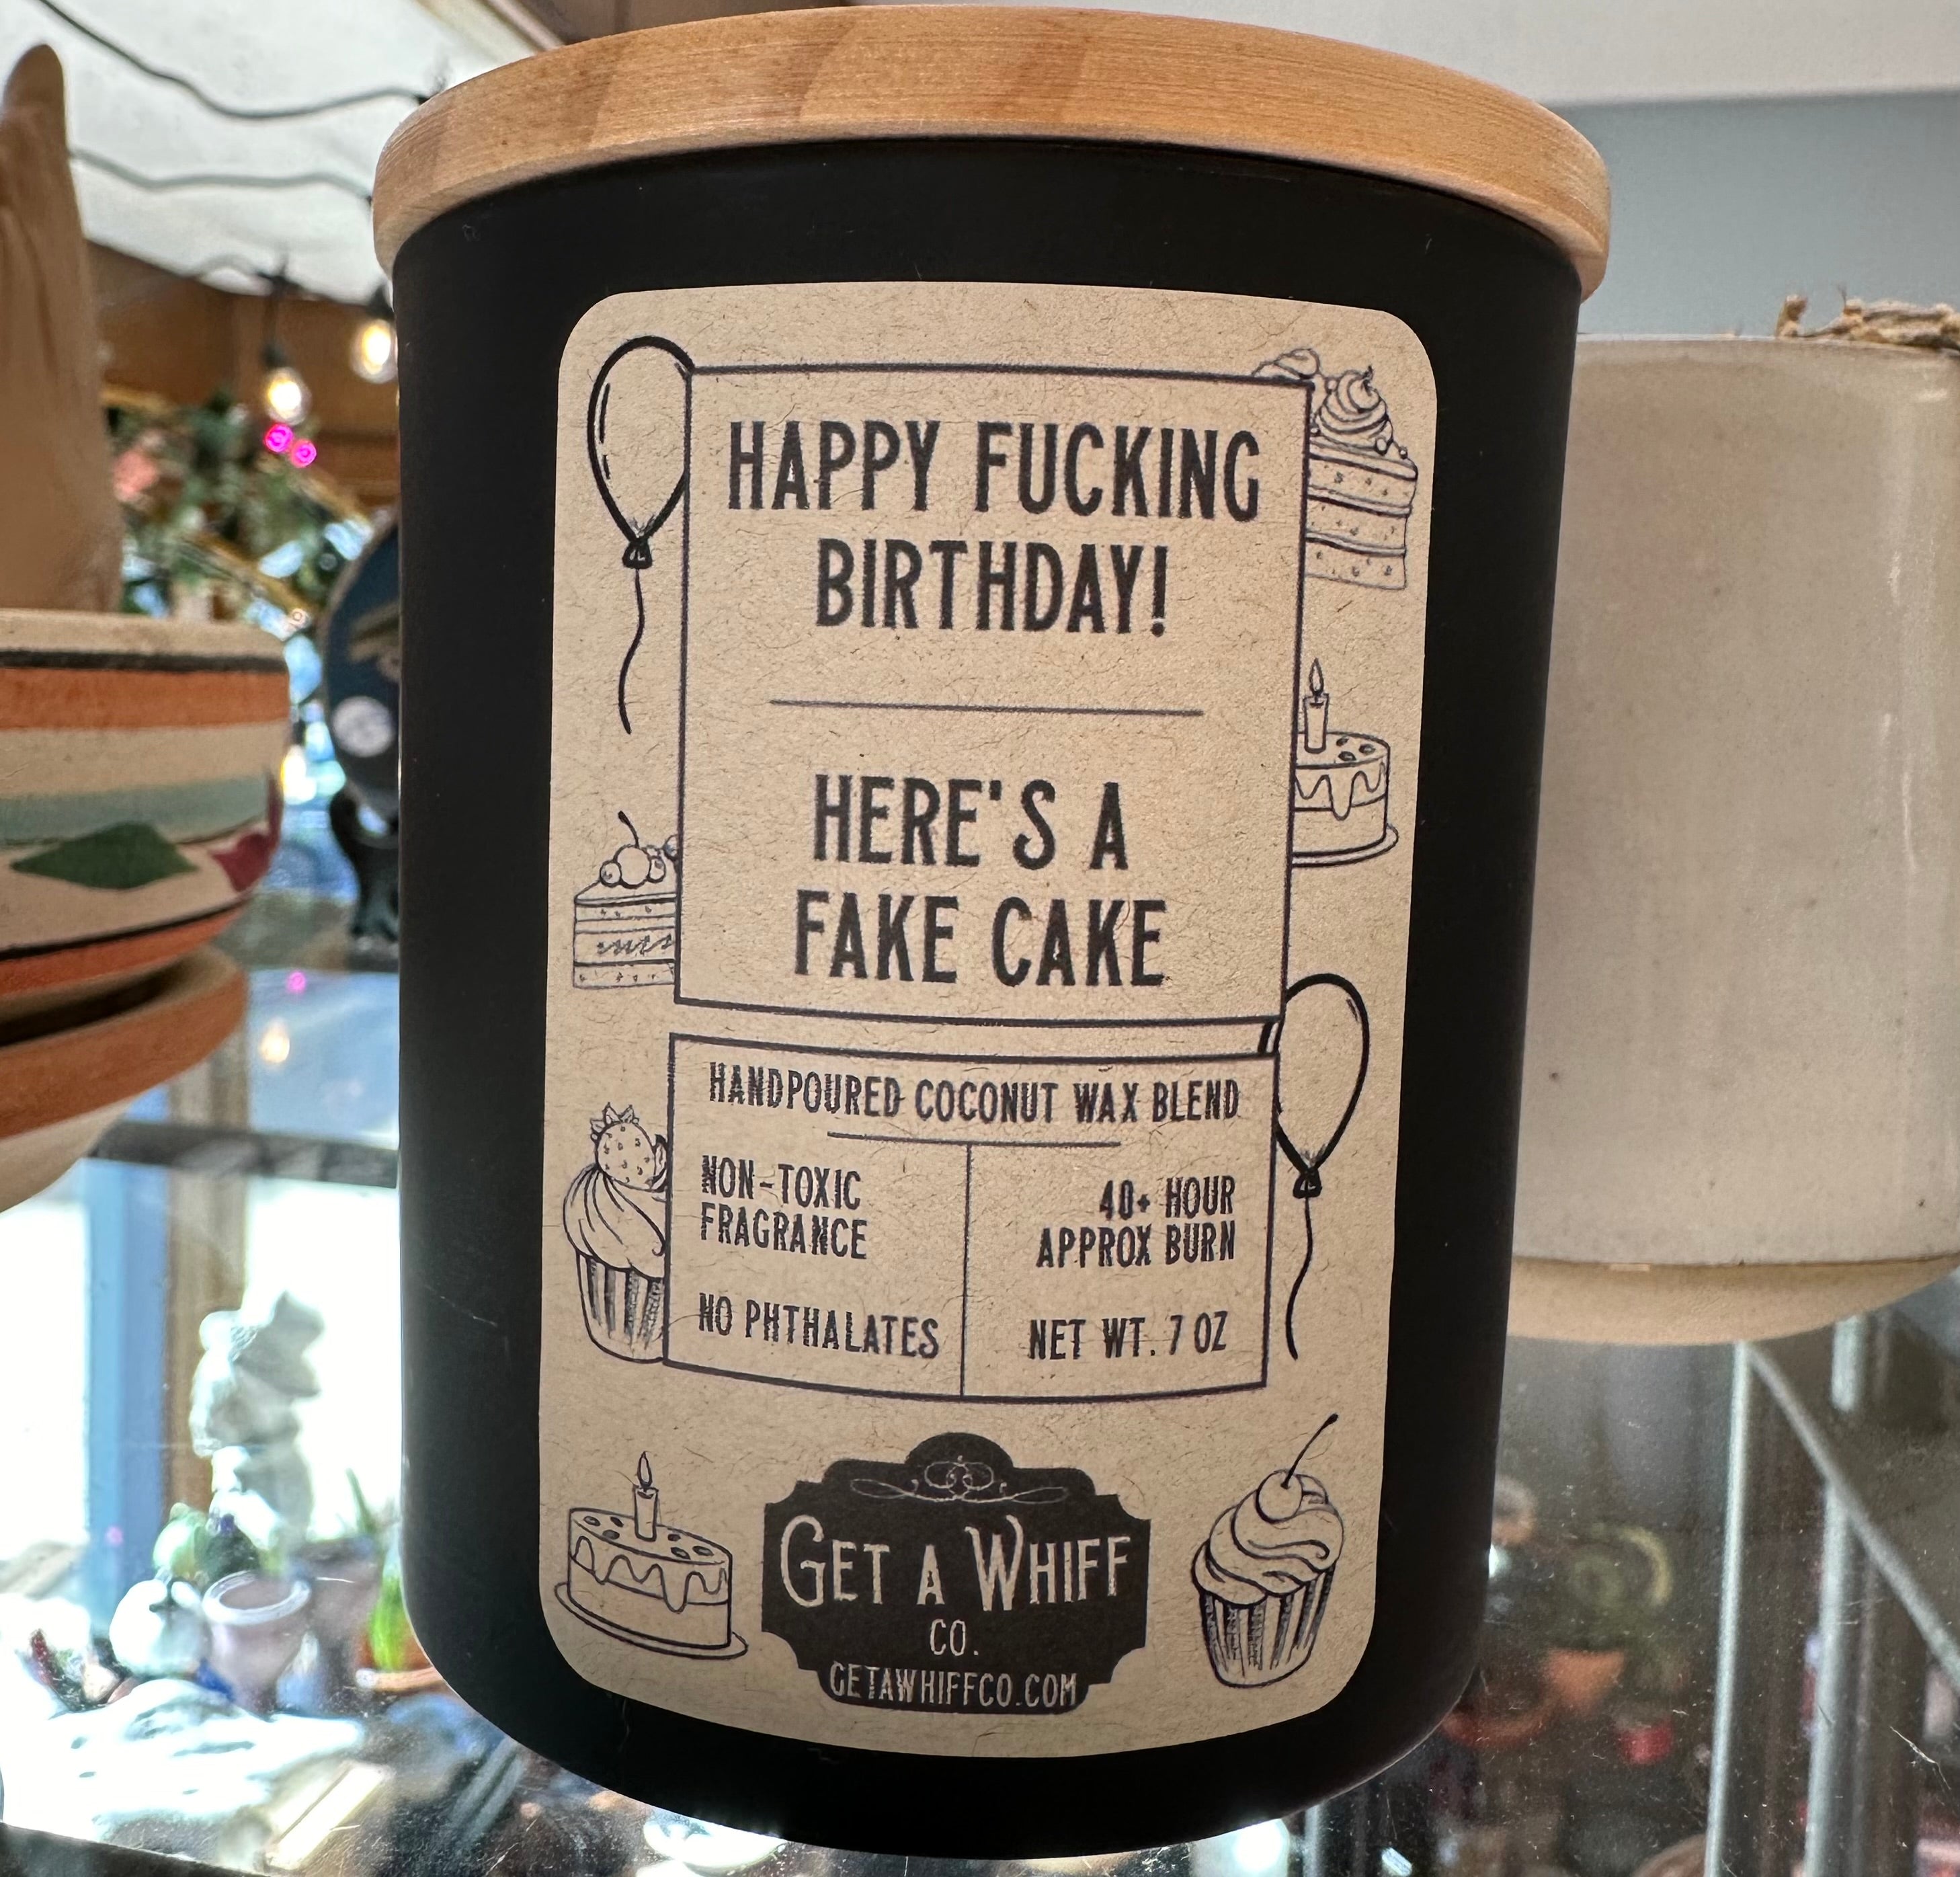 HAPPY FUCKING
BIRTHDAY!
HERE'S A
FAKE CAKE
HANDPOURED COCONUT WAX BLEND
NON-TOXIC
FRAGRANCE
NO PHTHALATES
40+ HOUR
APPROX BURN
NET WT. 7 OZ
GET A WHIFF
CO.
GETAWHIFFCO.COM